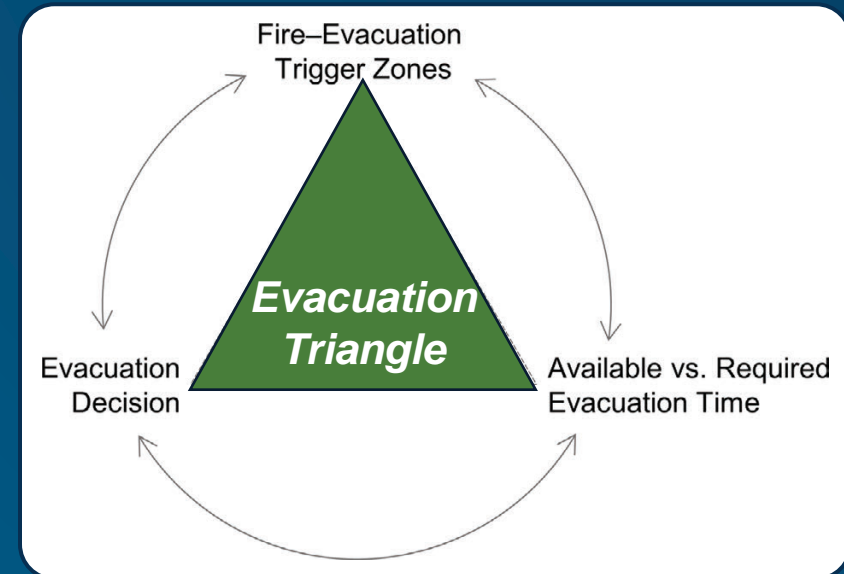 Fire–Evacuation
Trigger Zones
Evacuation
Triangle
Evacuation
Decision
Available vs. Required
Evacuation Time